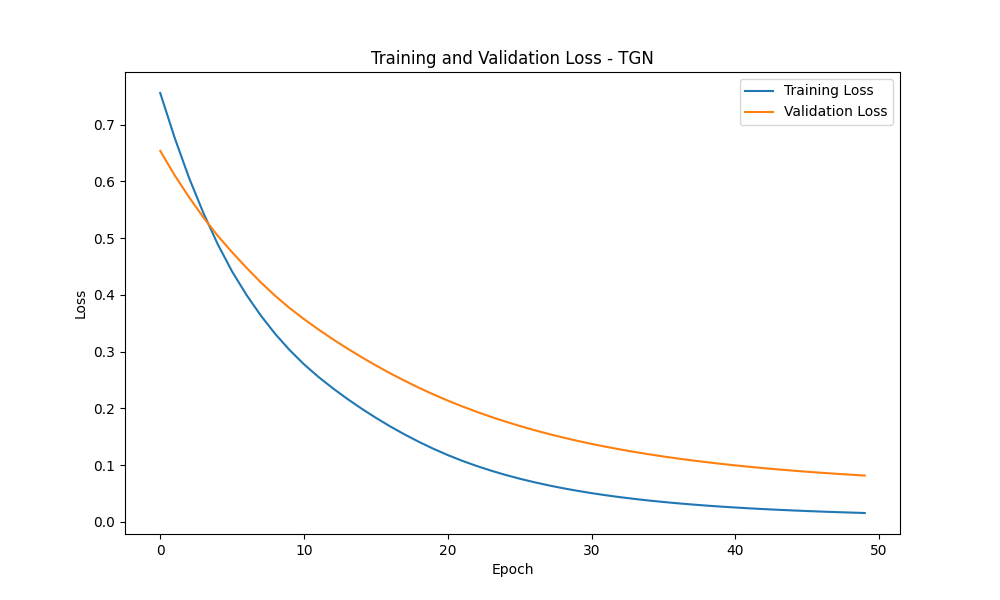 Training and Validation Loss - TGN
Training Loss
Validation Loss
Loss
0.7
0.6
0.5
0.4
0.3
0.2
0.1
0.0
0 10 20 30 40 50
Epoch